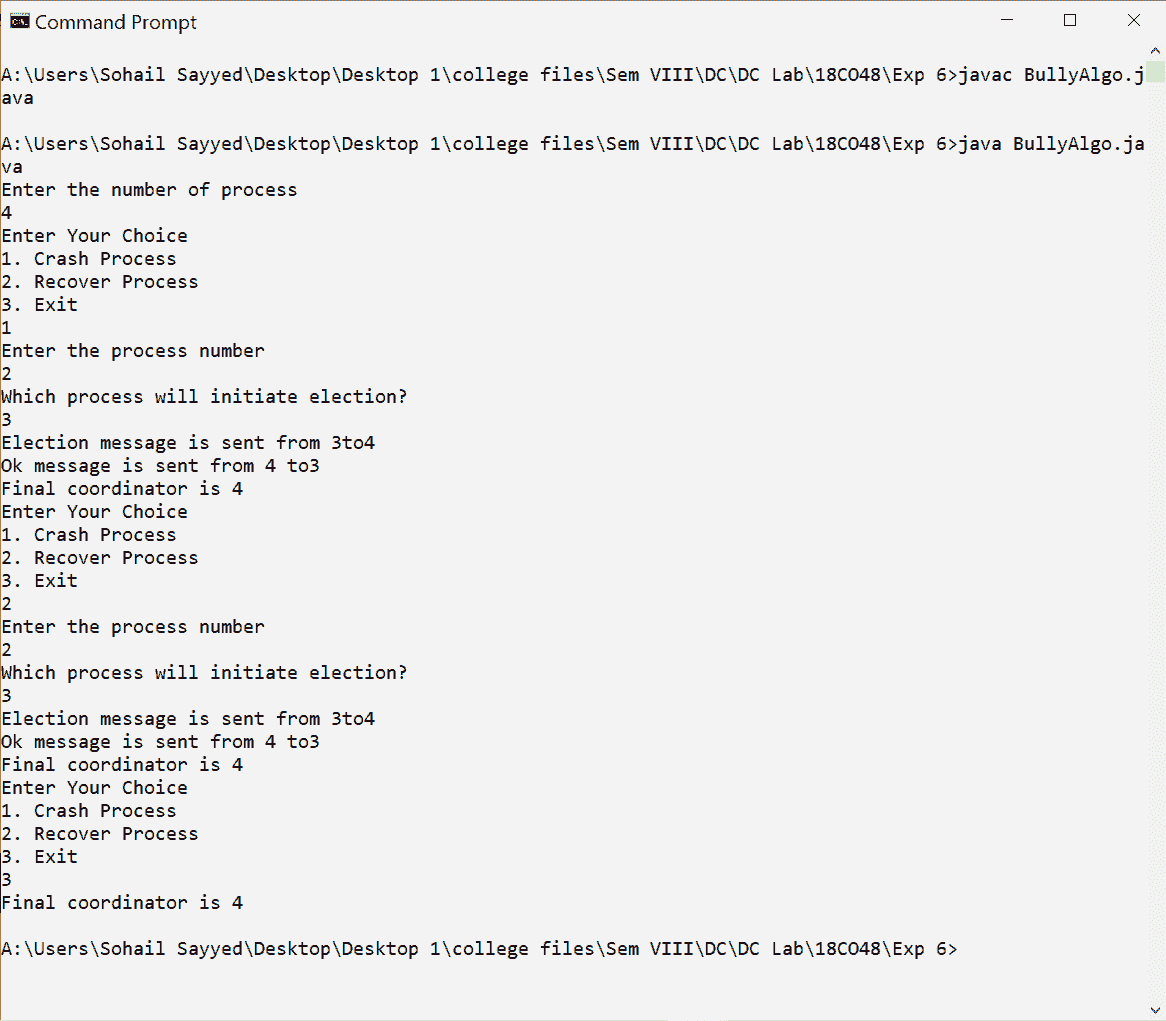 Command Prompt
A:\Users\Sohail Sayyed\Desktop\Desktop 1\college files\Sem VIII\DC\DC Lab\18CO48\Exp 6>javac BullyAlgo.j
ava
A:\Users\Sohail Sayyed\Desktop\Desktop 1\college files\Sem VIII\DC\DC Lab\18CO48\Exp 6>java BullyAlgo.ja
va
Enter the number of process
4
Enter Your Choice
1. Crash Process
2. Recover Process
3. Exit
1
Enter the process number
2
Which process will initiate election?
3
Election message is sent from 3to4
Ok message is sent from 4 to3
Final coordinator is 4
Enter Your Choice
1. Crash Process
2. Recover Process
3. Exit
2
Enter the process number
2
Which process will initiate election?
3
Election message is sent from 3to4
Ok message is sent from 4 to3
Final coordinator is 4
Enter Your Choice
1. Crash Process
2. Recover Process
3. Exit
3
Final coordinator is 4
A:\Users\Sohail Sayyed\Desktop\Desktop 1\college files\Sem VIII\DC\DC Lab\18CO48\Exp 6>